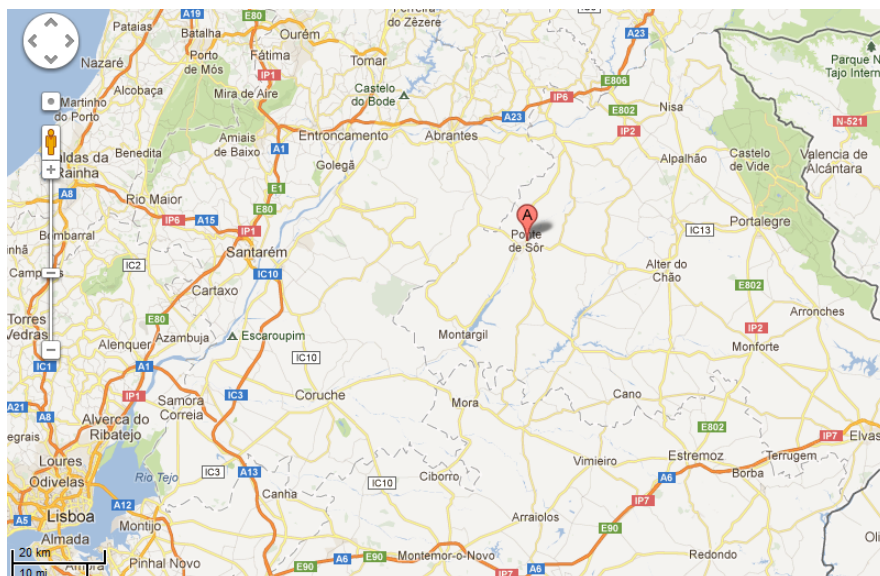 A19
E80
Ferreira
do Zêzere
IC8
Pataias
Batalha
Ourém
A23
Nazaré
Porto
de Mós
Fátima
Tomar
Parque N
Tajo Intern
IP1
E806
Alcobaça
Mira de Aire
Castelo
do Bode
IP6
E802
Nisa
Martinho
do Porto
A23
N-521
Benedita
Amiais
de Baixo
A1
Entroncamento
Abrantes
IP2
Alpalhão
Castelo
de Vide
Valencia de
Alcántara
Caldas da
Rainha
Golegã
A8
Rio Maior
E1
E80
IP6
A15
IP1
A
Ponte
de Sôr
IC13
Portalegre
Bombarral
IC2
Santarém
IC10
Alter do
Chão
E802
Cartaxo
Torres
Vedras
E80
Arronches
Azambuja
Escaroupim
Montargil
IP2
Alenquer
Monforte
IC1
A1
IC10
IP1
IC3
Coruche
Cano
A21
Samora
Correia
Mora
A8
Alverca do
Ribatejo
E802
IP7
Elvas
egrais
Loures
Estremoz
Terrugem
Vimieiro
Rio Tejo
IC3
A13
Ciborro
A6
Borba
Odivelas
IC10
Canha
IP7
A12
Lisboa
Arraiolos
A5
Montijo
E90
Almada
20 km
A6
E90
Montemor-o-Novo
Redondo
Pinhal Novo
IP7
A6
10 mi